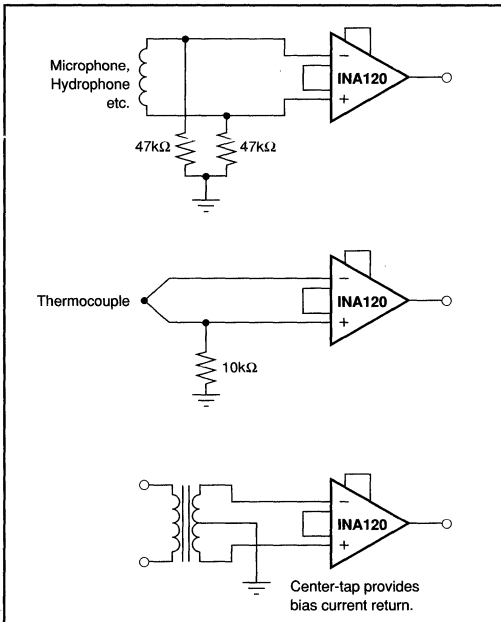 Microphone,
Hydrophone
etc.
−
INA120
+
47kΩ
47kΩ
−
INA120
+
Thermocouple
10kΩ
−
INA120
+
Center-tap provides
bias current return.